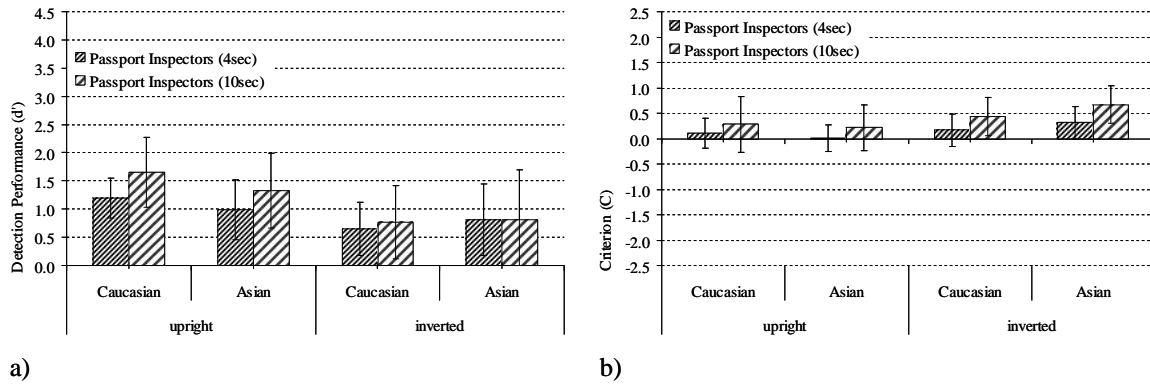 4.5
4.0
3.5
3.0
2.5
2.0
1.5
1.0
0.5
0.0
Detection Performance (d')
Passport Inspectors (4sec)
Passport Inspectors (10sec)
Caucasian Asian Caucasian Asian
upright inverted
a)
2.5
2.0
1.5
1.0
0.5
0.0
-0.5
-1.0
-1.5
-2.0
-2.5
Criterion (C)
Passport Inspectors (4sec)
Passport Inspectors (10sec)
Caucasian Asian Caucasian Asian
upright inverted
b)